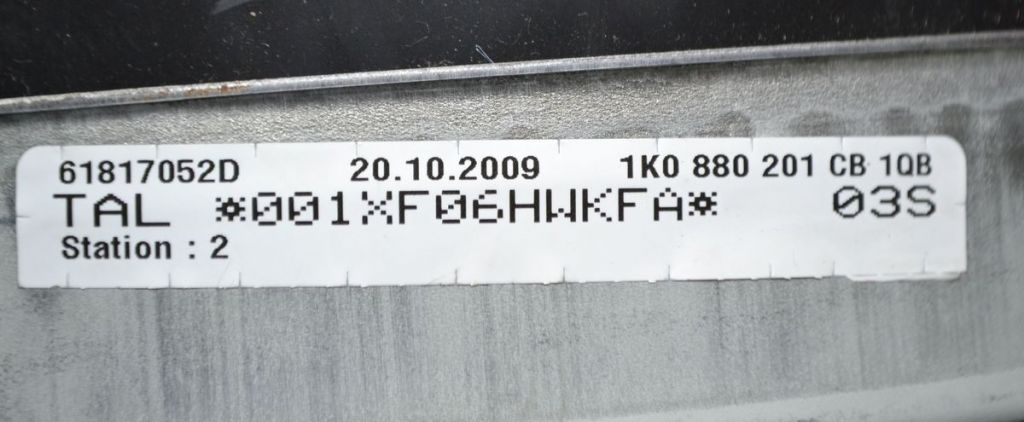 61817052D 20.10.2009 1K0 880 201 CB 1QB
TAL *001XF06HWKFA* 03S
Station : 2